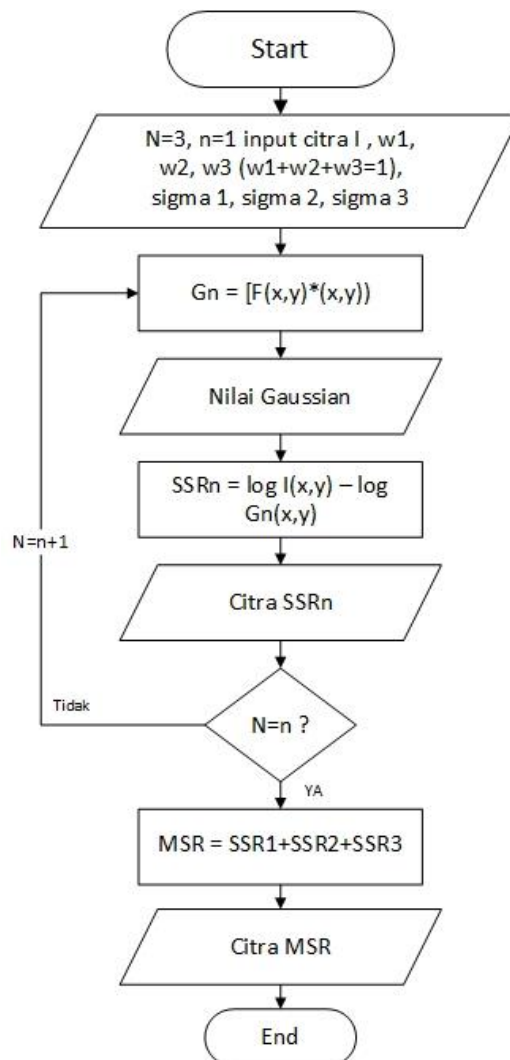 Start
N=3, n=1 input citra I , w1,
w2, w3 (w1+w2+w3=1),
sigma 1, sigma 2, sigma 3
Gn = [F(x,y)*(x,y))
Nilai Gaussian
SSRn = log I(x,y) – log
Gn(x,y)
N=n+1
Citra SSRn
Tidak
N=n ?
YA
MSR = SSR1+SSR2+SSR3
Citra MSR
End